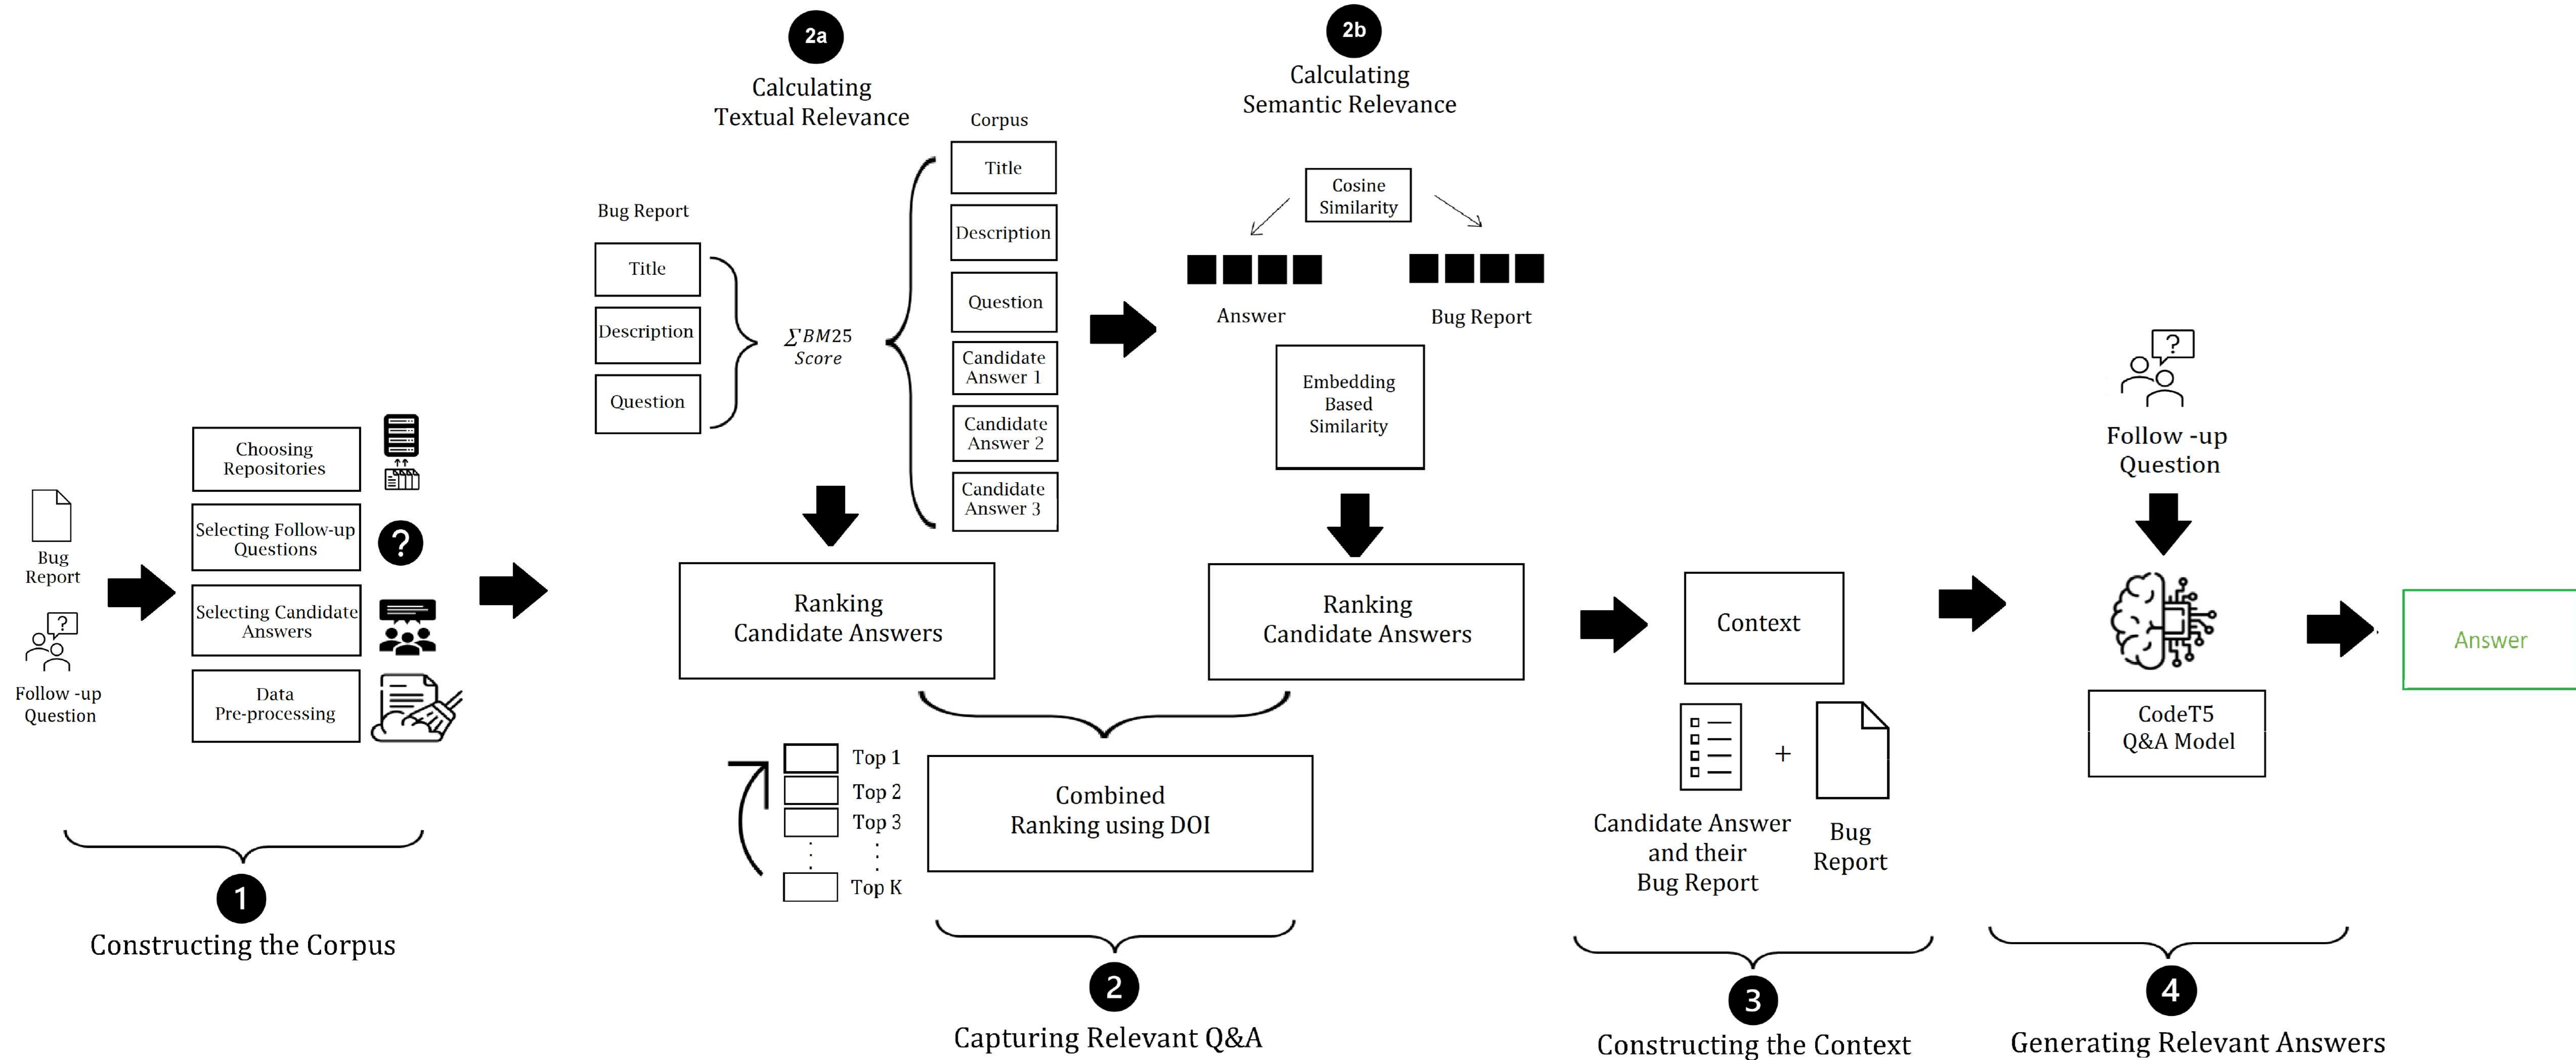 Bug
Report
?
Follow -up
Question
Choosing
Repositories
Selecting Follow-up
Questions
?
Selecting Candidate
Answers
Data
Pre-processing
1
Constructing the Corpus
2a
Calculating
Textual Relevance
Bug Report
Title
Description
Question
∑BM25
Score
Corpus
Title
Description
Question
Candidate
Answer 1
Candidate
Answer 2
Candidate
Answer 3
Ranking
Candidate Answers
2b
Calculating
Semantic Relevance
Cosine
Similarity
Answer
Bug Report
Embedding
Based
Similarity
Ranking
Candidate Answers
Top 1
Top 2
Top 3
Top K
Combined
Ranking using DOI
2
Capturing Relevant Q&A
Context
+
Candidate Answer
and their
Bug Report
Bug
Report
3
Constructing the Context
?
Follow -up
Question
CodeT5
Q&A Model
4
Generating Relevant Answers
Answer